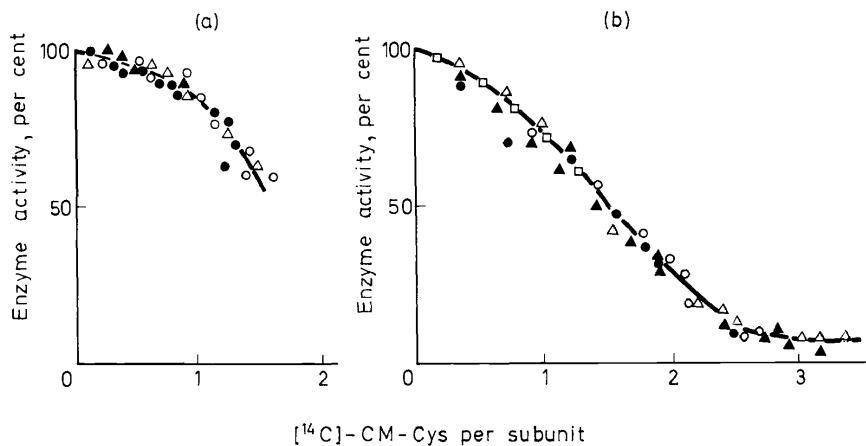 (a)
(b)
100
50
0
1
2
Enzyme activity, per cent
100
50
0
1
2
3
Enzyme activity, per cent
[¹⁴C]-CM-Cys per subunit